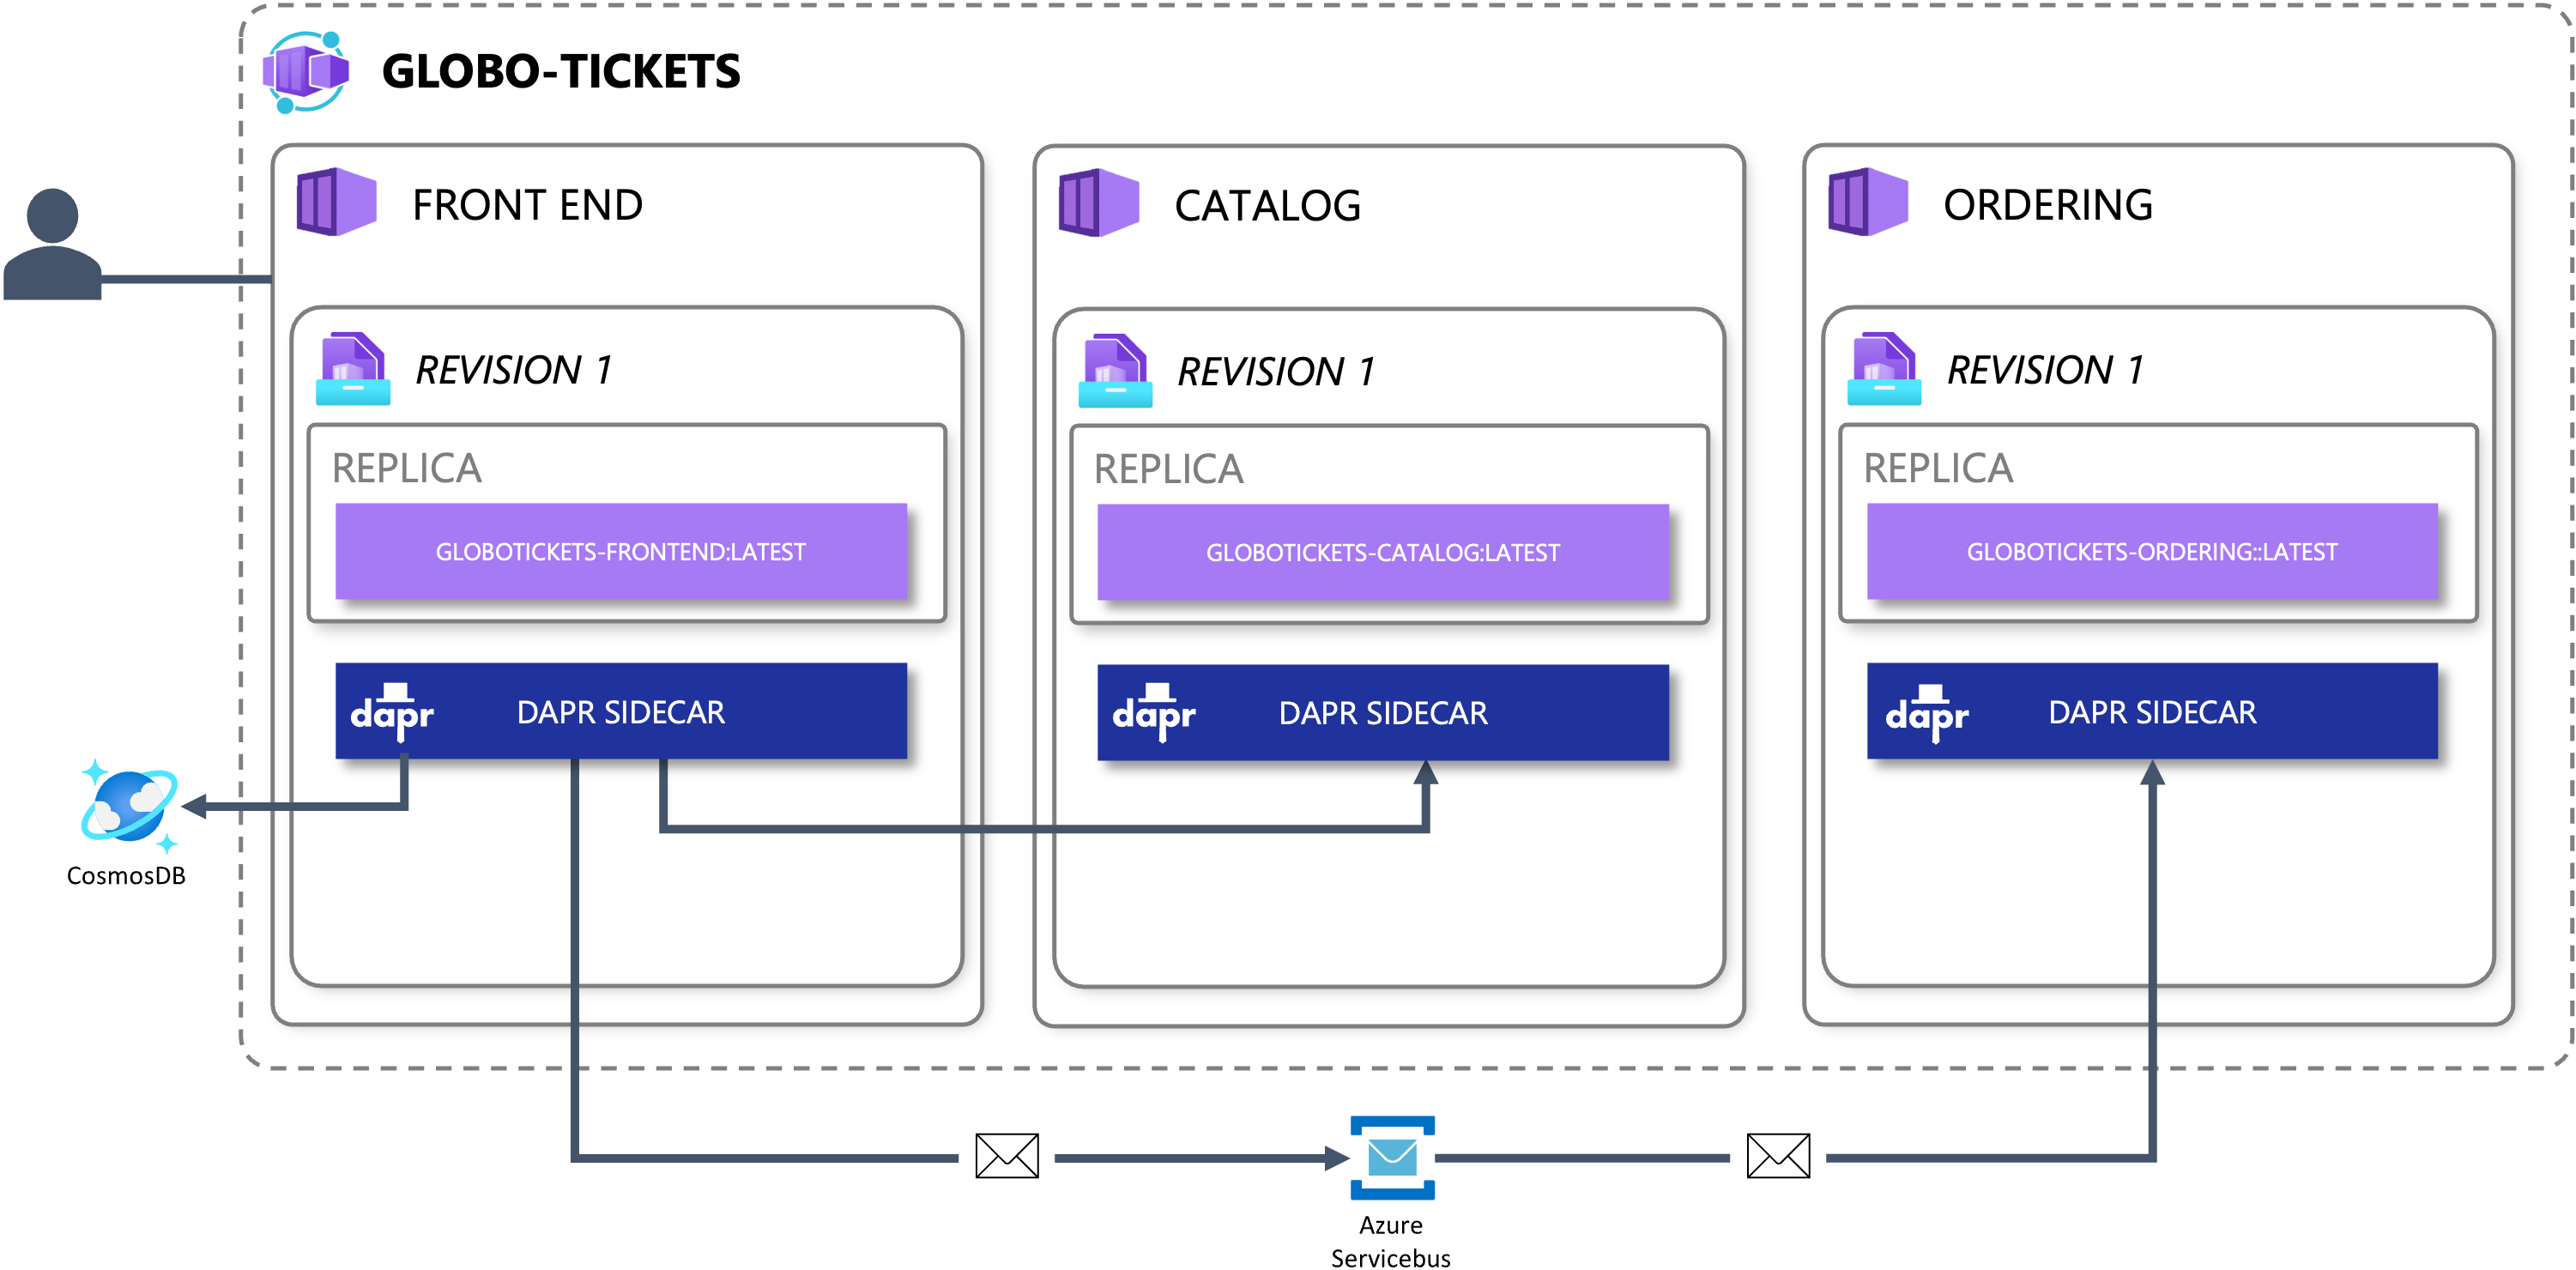 GLOBO-TICKETS
FRONT END
REVISION 1
REPLICA
GLOBOTICKETS-FRONTEND:LATEST
dapr
DAPR SIDECAR
CATALOG
REVISION 1
REPLICA
GLOBOTICKETS-CATALOG:LATEST
dapr
DAPR SIDECAR
ORDERING
REVISION 1
REPLICA
GLOBOTICKETS-ORDERING::LATEST
dapr
DAPR SIDECAR
CosmosDB
Azure
Servicebus